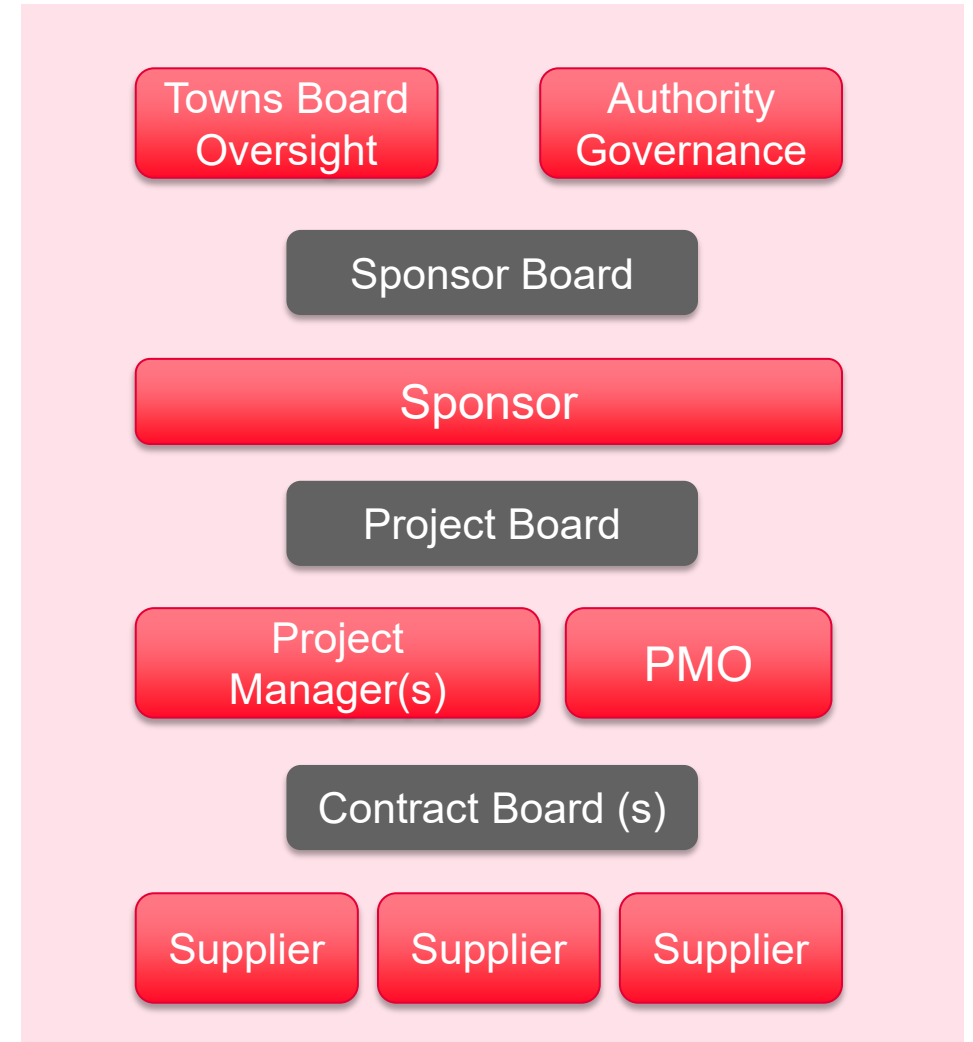 Towns Board
Oversight
Authority
Governance
Sponsor Board
Sponsor
Project Board
Project
Manager(s)
PMO
Contract Board (s)
Supplier
Supplier
Supplier